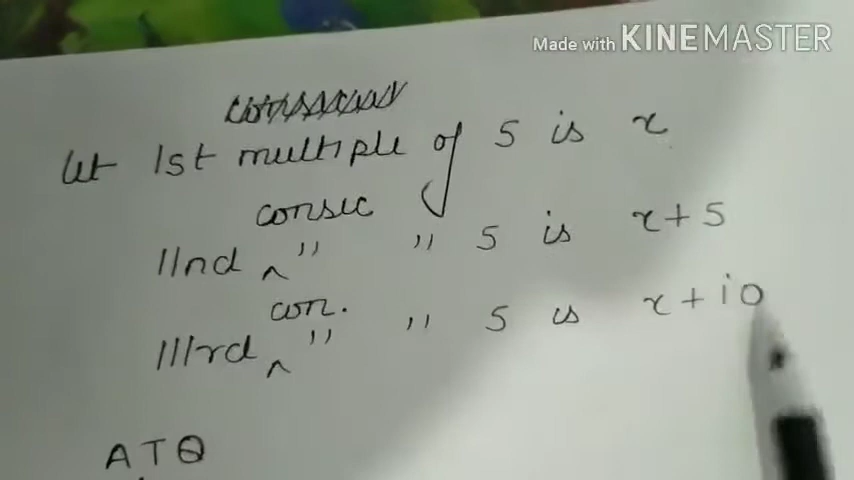 Made with KINEMASTER
let 1st multiple of 5 is x
consec
IInd ^ " " 5 is x+5
con.
IIIrd ^ " " 5 is x+10
ATQ